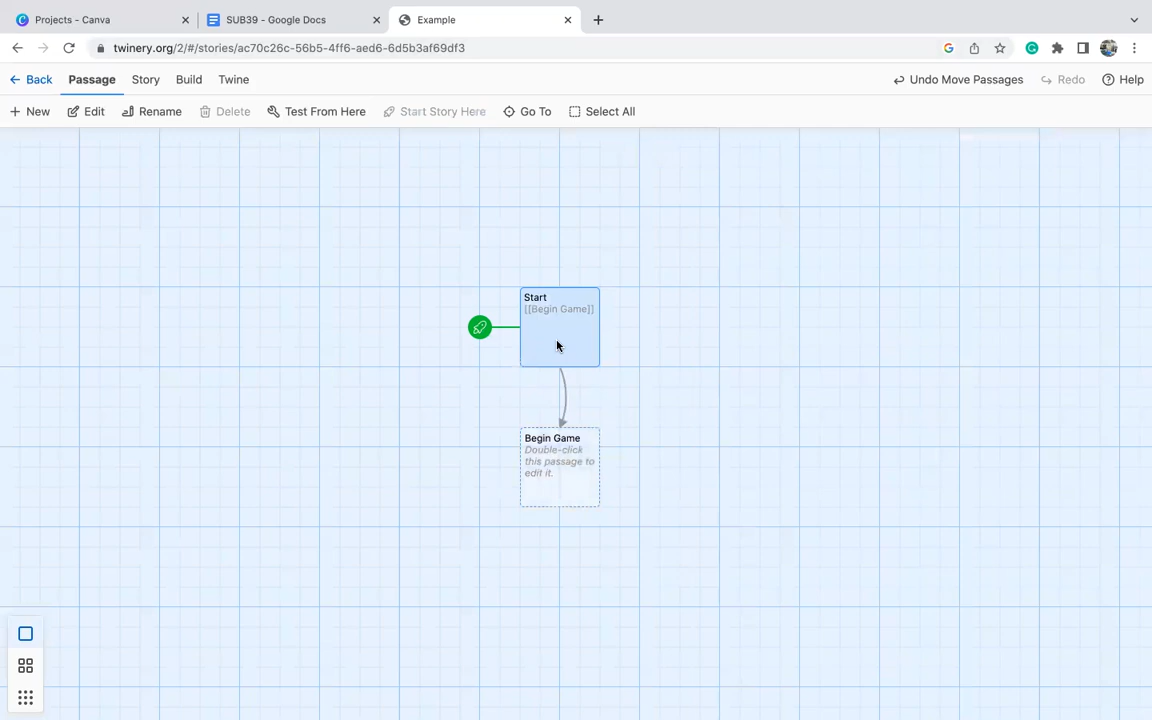 Projects - Canva
SUB39 - Google Docs
Example
twinery.org/2/#/stories/ac70c26c-56b5-4ff6-aed6-6d5b3af69df3
Back
Passage
Story
Build
Twine
Undo Move Passages
Redo
Help
New
Edit
Rename
Delete
Test From Here
Start Story Here
Go To
Select All
Start
[[Begin Game]]
Begin Game
Double-click
this passage to
edit it.